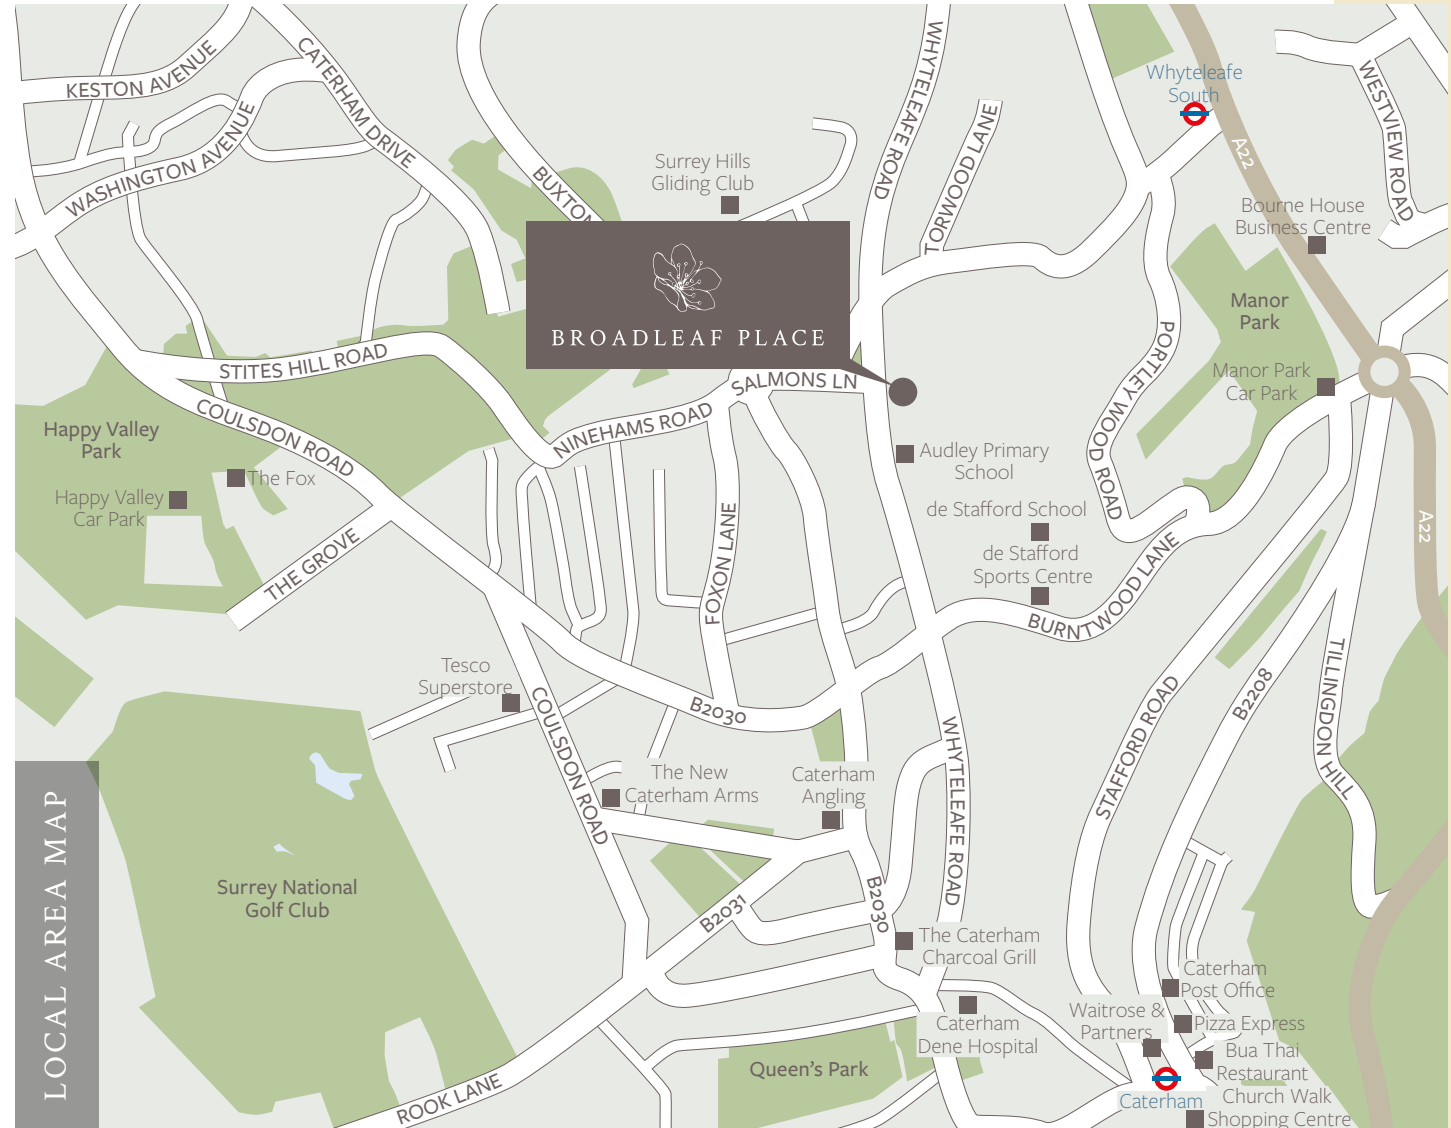 KESTON AVENUE
CATERHAM DRIVE
WASHINGTON AVENUE
BUXTON
Surrey Hills
Gliding Club
WHYTELEAFE ROAD
TORWOOD LANE
Whyteleafe
South
A22
WESTVIEW ROAD
Bourne House
Business Centre
Manor
Park
Manor Park
Car Park
PORTLEY WOOD ROAD
BROADLEAF PLACE
STITES HILL ROAD
SALMONS LN
NINEHAMS ROAD
COULSDON ROAD
Happy Valley
Park
The Fox
Happy Valley
Car Park
THE GROVE
FOXON LANE
Audley Primary
School
de Stafford School
de Stafford
Sports Centre
BURNTWOOD LANE
A22
Tesco
Superstore
COULSDON ROAD
B2030
WHYTELEAFE ROAD
STAFFORD ROAD
B2208
TILLINGDON HILL
The New
Caterham Arms
Caterham
Angling
LOCAL AREA MAP
Surrey National
Golf Club
B2031
B2030
The Caterham
Charcoal Grill
Caterham
Dene Hospital
Queen's Park
ROOK LANE
Caterham
Post Office
Waitrose &
Partners
Pizza Express
Bua Thai
Restaurant
Caterham
Church Walk
Shopping Centre